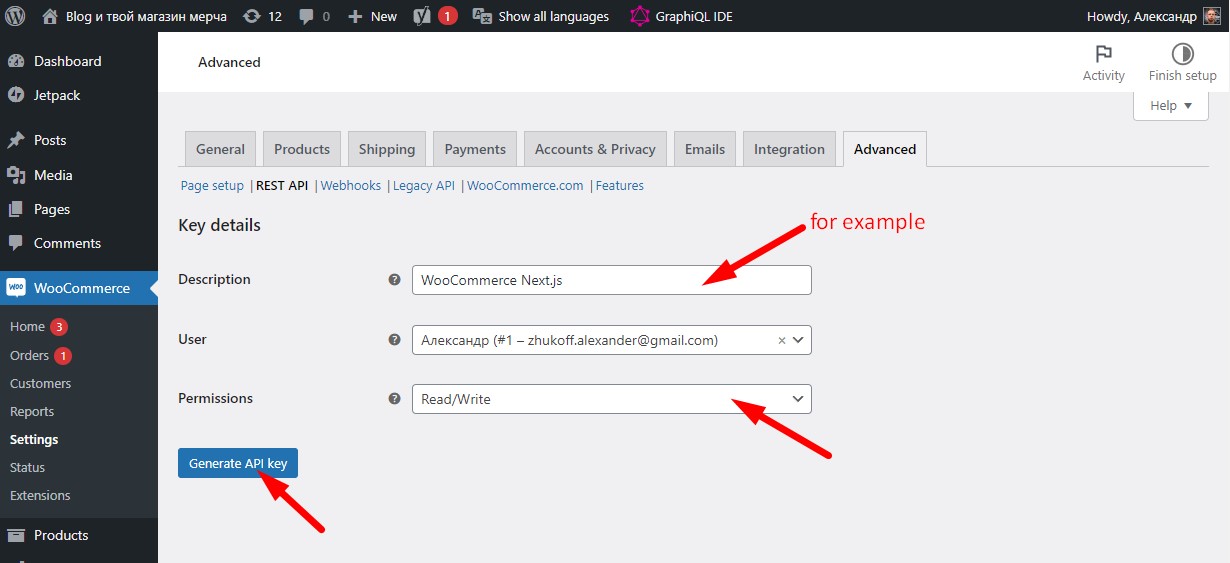 Blog и твой магазин мерча 12 0 New 1 Show all languages GraphiQL IDE Howdy, Александр
Dashboard
Jetpack
Posts
Media
Pages
Comments
WOO WooCommerce
Home 3
Orders 1
Customers
Reports
Settings
Status
Extensions
Products
Advanced
Activity
Finish setup
Help ▼
General Products Shipping Payments Accounts & Privacy Emails Integration Advanced
Page setup | REST API | Webhooks | Legacy API | WooCommerce.com | Features
Key details
for example
Description ? WooCommerce Next.js
User ? Александр (#1 – zhukoff.alexander@gmail.com) ×
Permissions ? Read/Write
Generate API key